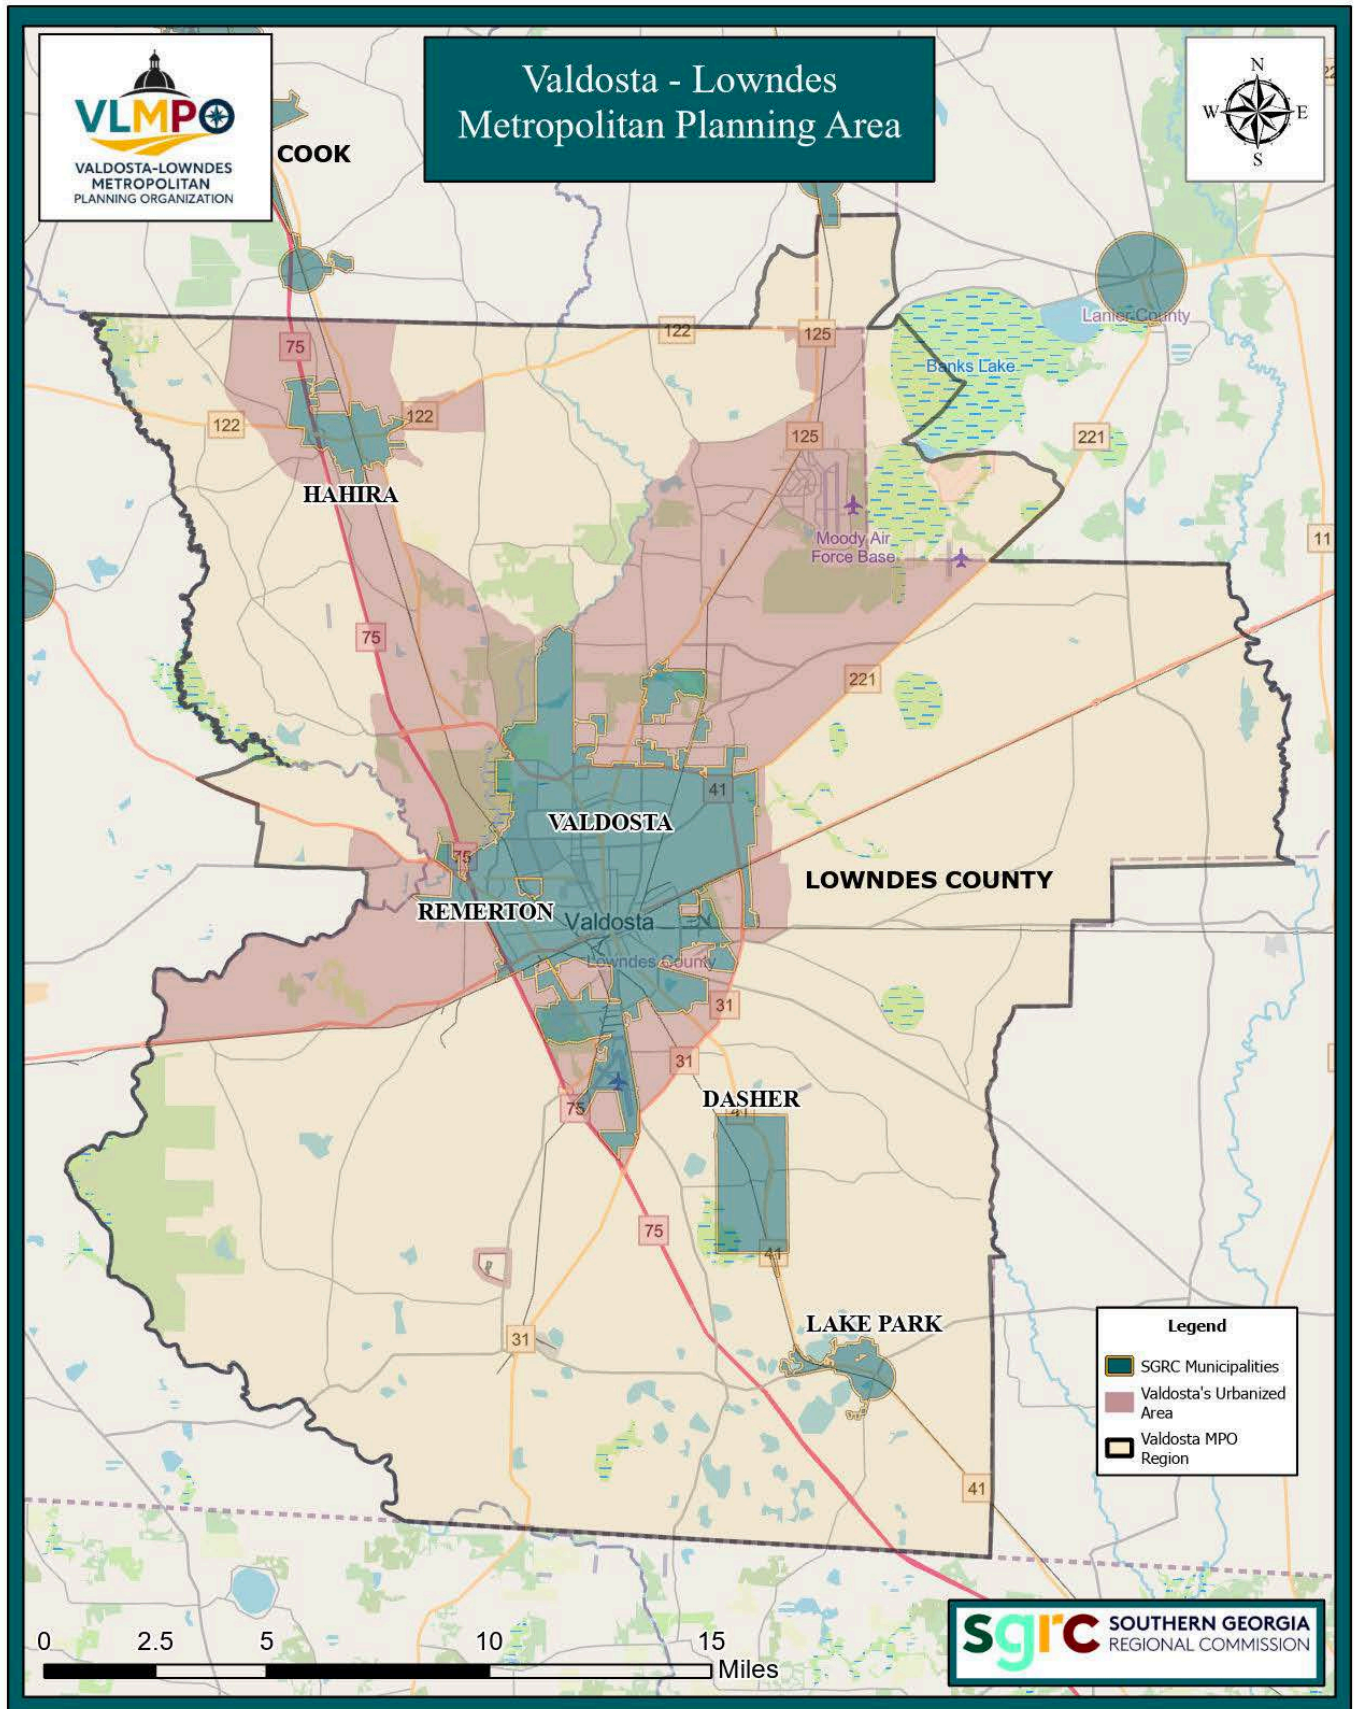 Valdosta - Lowndes
Metropolitan Planning Area
VLMPO
VALDOSTA-LOWNDES
METROPOLITAN
PLANNING ORGANIZATION
N
W
E
S
COOK
Lanier County
122
125
75
Banks Lake
122
122
125
221
HAHIRA
Moody Air
Force Base
11
75
221
41
VALDOSTA
75
LOWNDES COUNTY
REMERTON
Valdosta
Lowndes County
31
31
75
DASHER
41
75
41
LAKE PARK
31
41
Legend
SGRC Municipalities
Valdosta's Urbanized
Area
Valdosta MPO
Region
0
2.5
5
10
15
Miles
sgrc
SOUTHERN GEORGIA
REGIONAL COMMISSION